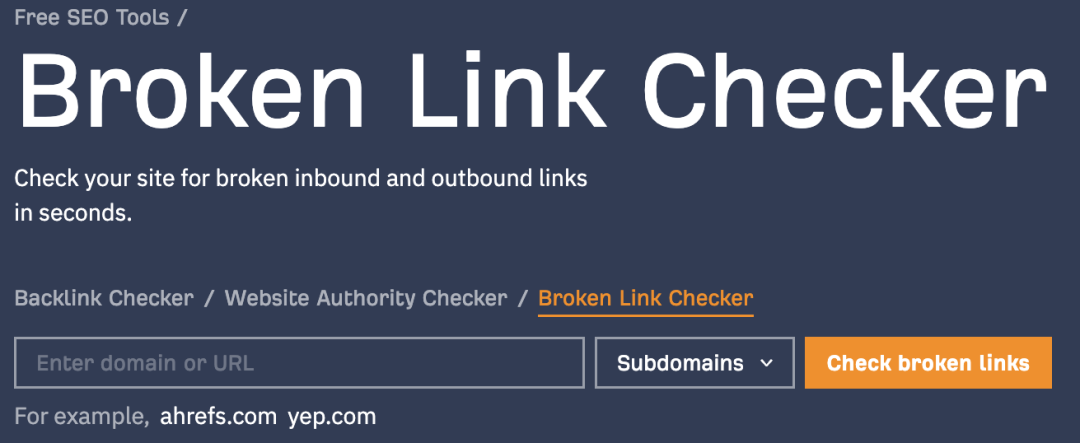 Free SEO Tools /
Broken Link Checker
Check your site for broken inbound and outbound links
in seconds.
Backlink Checker / Website Authority Checker / Broken Link Checker
Enter domain or URL Subdomains Check broken links
For example, ahrefs.com yep.com